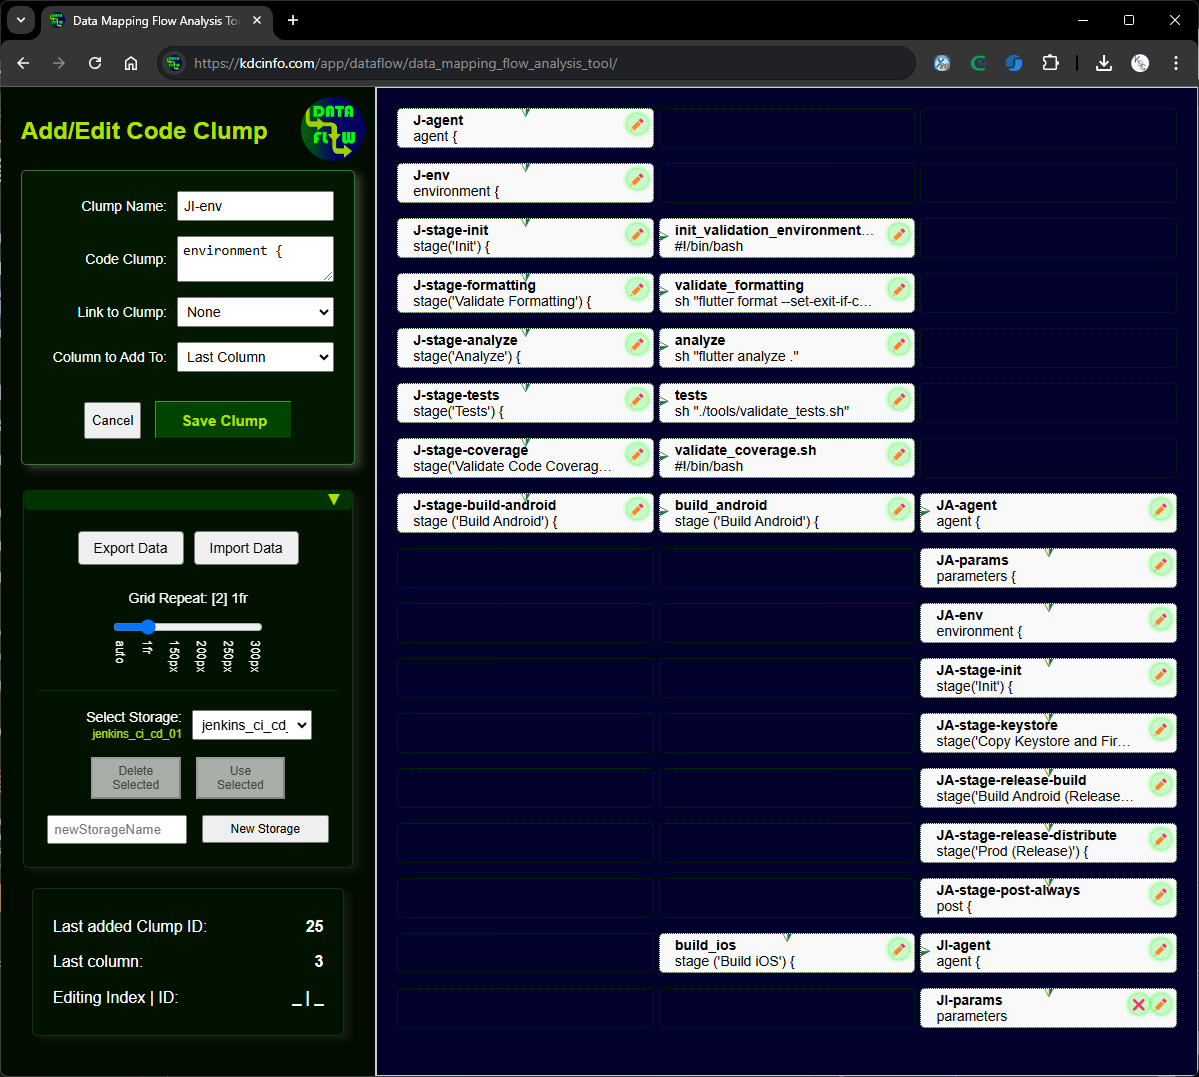 Data Mapping Flow Analysis To
https://kdcinfo.com/app/dataflow/data_mapping_flow_analysis_tool/
Add/Edit Code Clump
DATA
FLOW
Clump Name:
JI-env
Code Clump:
environment {
Link to Clump:
None
Column to Add To:
Last Column
Cancel
Save Clump
Export Data
Import Data
Grid Repeat: [2] 1fr
auto
1fr
150px
200px
250px
300px
Select Storage:
jenkins_ci_cd_01
jenkins_ci_cd_
Delete
Selected
Use
Selected
newStorageName
New Storage
Last added Clump ID: 25
Last column: 3
Editing Index | ID: _ | _
J-agent
agent {
J-env
environment {
J-stage-init
stage('Init') {
init_validation_environment…
#!/bin/bash
J-stage-formatting
stage('Validate Formatting') {
validate_formatting
sh "flutter format --set-exit-if-c…
J-stage-analyze
stage('Analyze') {
analyze
sh "flutter analyze ."
J-stage-tests
stage('Tests') {
tests
sh "./tools/validate_tests.sh"
J-stage-coverage
stage('Validate Code Coverag…
validate_coverage.sh
#!/bin/bash
J-stage-build-android
stage ('Build Android') {
build_android
stage ('Build Android') {
JA-agent
agent {
JA-params
parameters {
JA-env
environment {
JA-stage-init
stage('Init') {
JA-stage-keystore
stage('Copy Keystore and Fir…
JA-stage-release-build
stage('Build Android (Release…
JA-stage-release-distribute
stage('Prod (Release)') {
JA-stage-post-always
post {
build_ios
stage ('Build iOS') {
JI-agent
agent {
JI-params
parameters